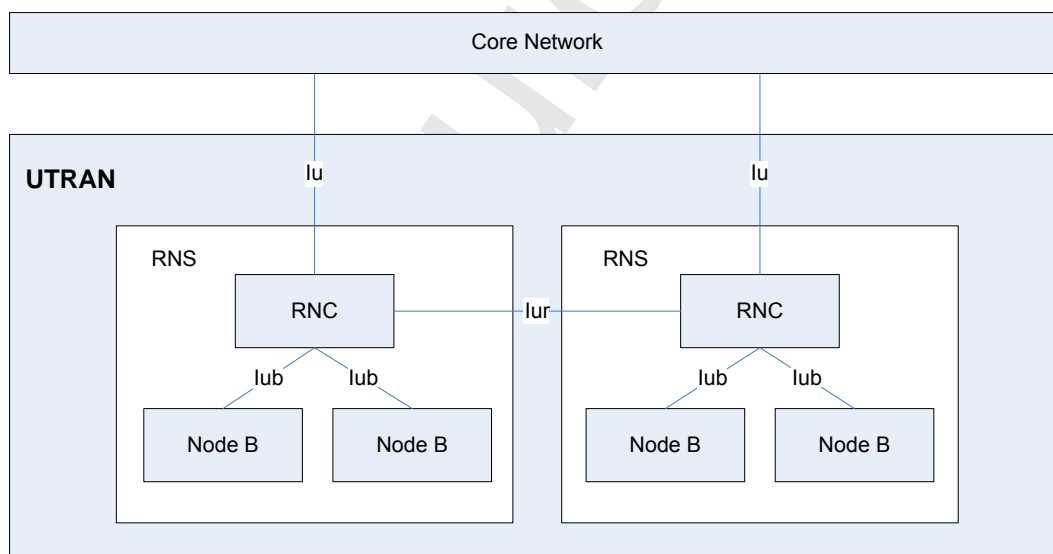 Core Network
Iu Iu
UTRAN
RNS RNS
RNC RNC
Iur
Iub Iub Iub Iub
Node B Node B Node B Node B